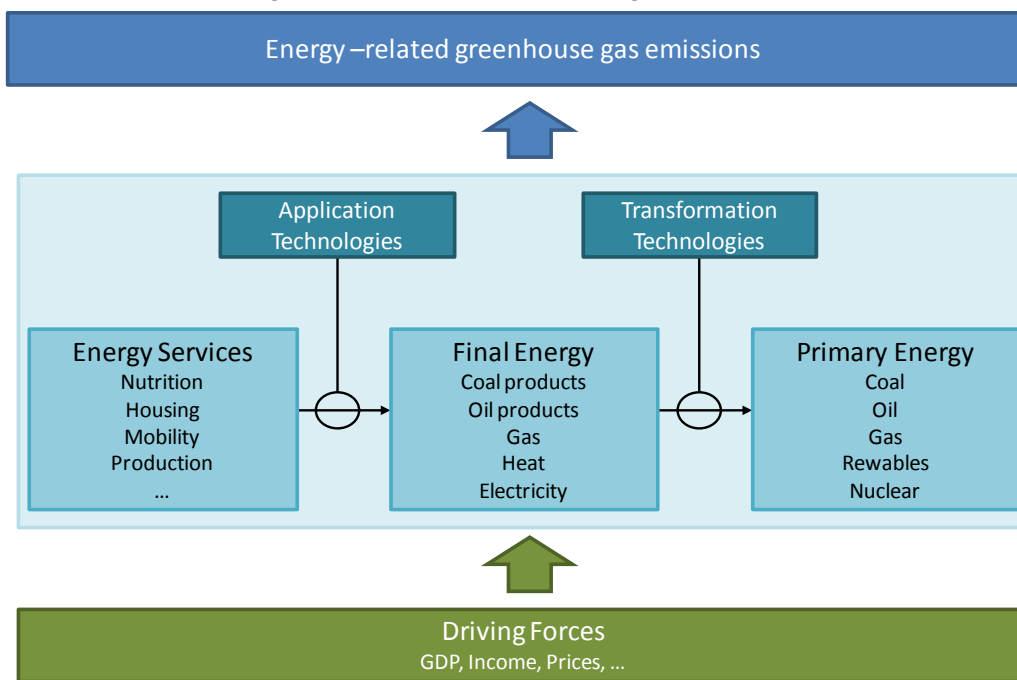 Energy –related greenhouse gas emissions
Application
Technologies
Transformation
Technologies
Energy Services
Nutrition
Housing
Mobility
Production
...
Final Energy
Coal products
Oil products
Gas
Heat
Electricity
Primary Energy
Coal
Oil
Gas
Rewables
Nuclear
Driving Forces
GDP, Income, Prices, ...